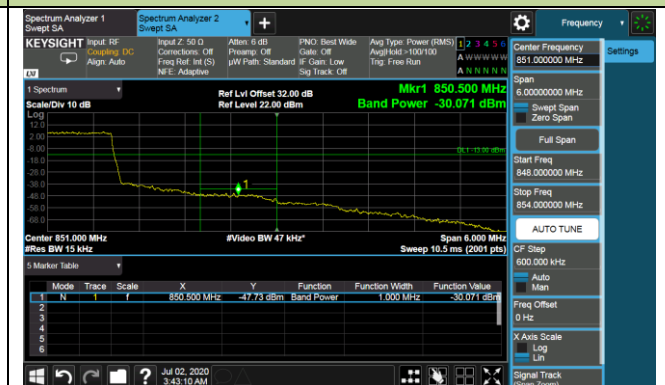 Spectrum Analyzer 1
Swept SA
Spectrum Analyzer 2
Swept SA
+
Frequency
KEYSIGHT
Input: RF
Coupling: DC
Align: Auto
Input Z: 50 Ω
Corrections: Off
Freq Ref: Int (S)
NFE: Adaptive
Atten: 6 dB
Preamp: Off
µW Path: Standard
PNO: Best Wide
Gate: Off
IF Gain: Low
Sig Track: Off
Avg Type: Power (RMS)
Avg|Hold:>100/100
Trig: Free Run
1 2 3 4 5 6
A W W W W W
A N N N N N
LXI
Center Frequency
851.000000 MHz
Settings
Span
6.00000000 MHz
Swept Span
Zero Span
Full Span
Start Freq
848.000000 MHz
Stop Freq
854.000000 MHz
AUTO TUNE
CF Step
600.000 kHz
Auto
Man
Freq Offset
0 Hz
X Axis Scale
Log
Lin
Signal Track
(Span Zoom)
1 Spectrum
Scale/Div 10 dB
Ref Lvl Offset 32.00 dB
Ref Level 22.00 dBm
Mkr1 850.500 MHz
Band Power -30.071 dBm
Log
12.0
2.00
-8.00
-18.0
-28.0
-38.0
-48.0
-58.0
-68.0
DL1 -13.00 dBm
1
Center 851.000 MHz
#Res BW 15 kHz
#Video BW 47 kHz*
Span 6.000 MHz
Sweep 10.5 ms (2001 pts)
5 Marker Table
Mode Trace Scale X Y Function Function Width Function Value
1 N 1 f 850.500 MHz -47.73 dBm Band Power 1.000 MHz -30.071 dBm
2
3
4
5
6
?
Jul 02, 2020
3:43:10 AM